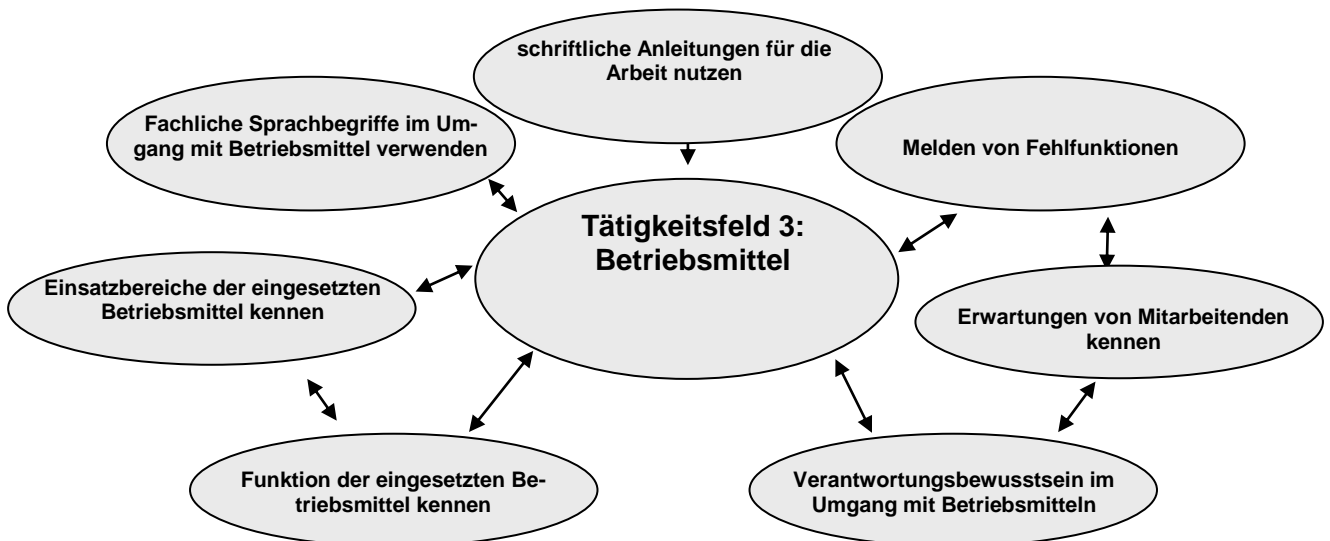 schriftliche Anleitungen für die
Arbeit nutzen
Fachliche Sprachbegriffe im Um-
gang mit Betriebsmittel verwenden
Melden von Fehlfunktionen
Tätigkeitsfeld 3:
Betriebsmittel
Einsatzbereiche der eingesetzten
Betriebsmittel kennen
Erwartungen von Mitarbeitenden
kennen
Funktion der eingesetzten Be-
triebsmittel kennen
Verantwortungsbewusstsein im
Umgang mit Betriebsmitteln